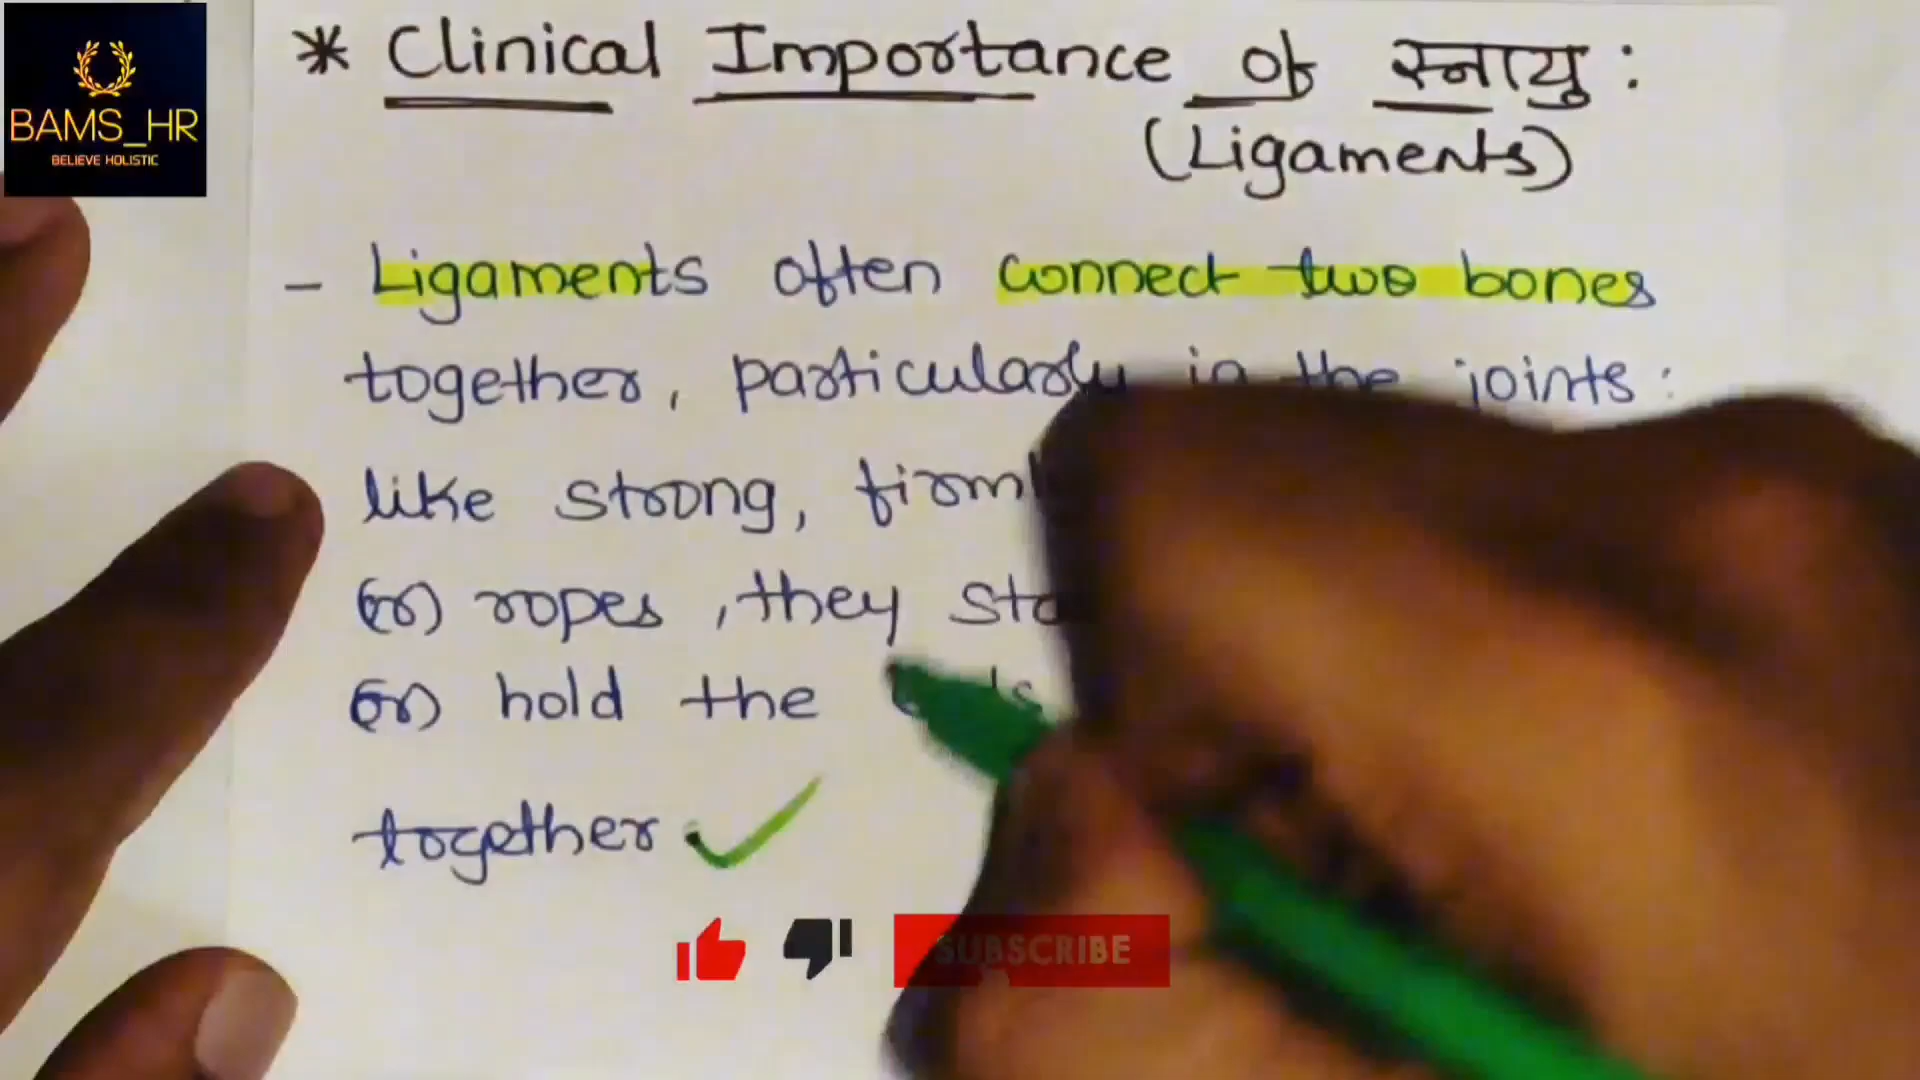 BAMS_HR
BELIEVE HOLISTIC
* Clinical Importance of स्नायु :
(Ligaments)
- Ligaments often connect two bones
together, particularly in the joints :
like strong,
(or) ropes, they
(or) hold the
together
SUBSCRIBE